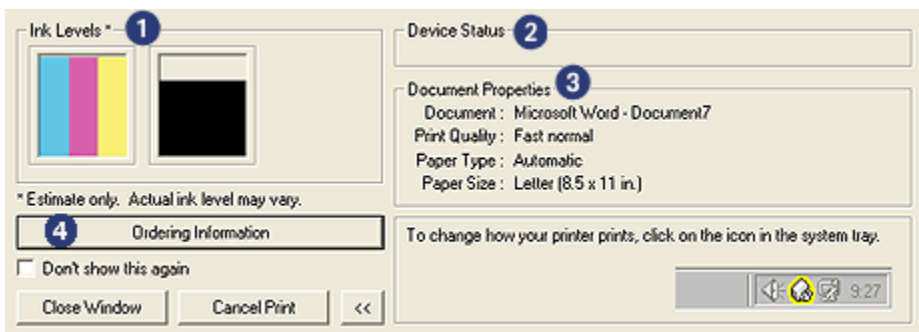 Ink Levels * 1
* Estimate only. Actual ink level may vary.
4 Ordering Information
Don't show this again
Close Window Cancel Print <<
Device Status 2
Document Properties 3
Document : Microsoft Word - Document7
Print Quality : Fast normal
Paper Type : Automatic
Paper Size : Letter (8.5 x 11 in.)
To change how your printer prints, click on the icon in the system tray.
9:27